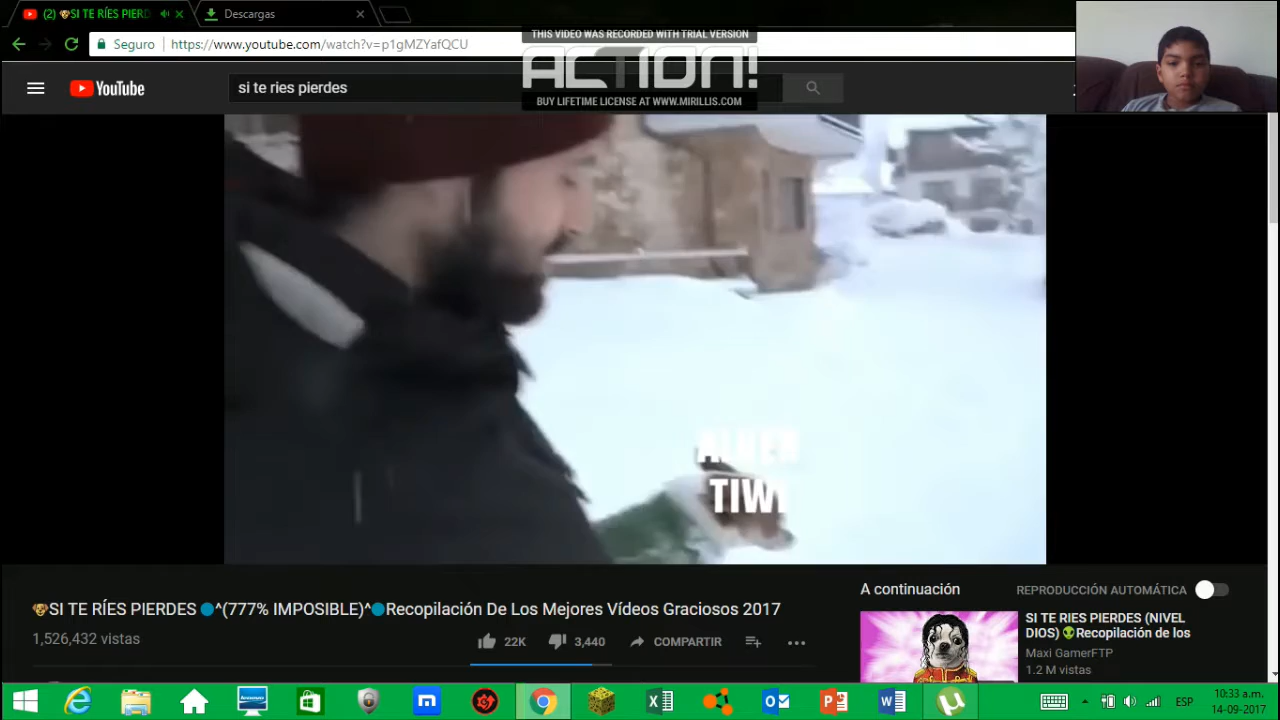 (2) 🐶SI TE RÍES PIERD
Descargas
Seguro
https://www.youtube.com/watch?v=p1gMZYafQCU
THIS VIDEO WAS RECORDED WITH TRIAL VERSION
ACTION!
BUY LIFETIME LICENSE AT WWW.MIRILLIS.COM
YouTube
si te ries pierdes
TIWI
🐶SI TE RÍES PIERDES 🔵^(777% IMPOSIBLE)^🔵Recopilación De Los Mejores Vídeos Graciosos 2017
1,526,432 vistas
22K
3,440
COMPARTIR
A continuación
REPRODUCCIÓN AUTOMÁTICA
SI TE RIES PIERDES (NIVEL
DIOS) 👽Recopilación de los
Maxi GamerFTP
1.2 M vistas
ESP
10:33 a.m.
14-09-2017